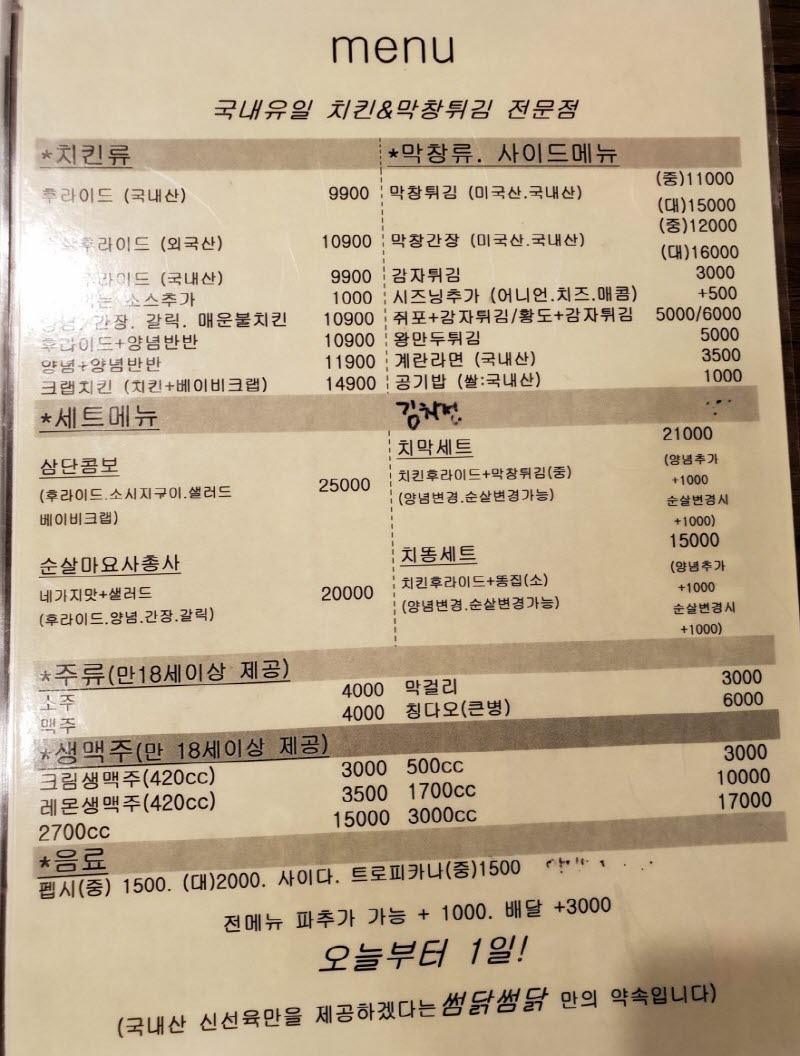 menu
국내유일 치킨&막창튀김 전문점
*치킨류
후라이드 (국내산) 9900
후라이드 (외국산) 10900
라이드 (국내산) 9900
소스추가 1000
양념/간장. 갈릭. 매운불치킨 10900
후라이드+양념반반 10900
양념+양념반반 11900
크랩치킨 (치킨+베이비크랩) 14900
*막창류. 사이드메뉴
막창튀김 (미국산.국내산) (중)11000
(대)15000
막창간장 (미국산.국내산) (중)12000
(대)16000
감자튀김 3000
시즈닝추가 (어니언.치즈.매콤) +500
쥐포+감자튀김/황도+감자튀김 5000/6000
왕만두튀김 5000
계란라면 (국내산) 3500
공기밥 (쌀:국내산) 1000
*세트메뉴
삼단콤보 25000
(후라이드.소시지구이.샐러드
베이비크랩)
순살마요사총사
네가지맛+샐러드 20000
(후라이드.양념.간장.갈릭)
치막세트 21000
치킨후라이드+막창튀김(중) (양념추가
+1000
(양념변경.순살변경가능) 순살변경시
+1000)
치똥세트 15000
치킨후라이드+똥집(소) (양념추가
+1000
(양념변경.순살변경가능) 순살변경시
+1000)
*주류(만18세이상 제공)
소주 4000 막걸리 3000
맥주 4000 칭다오(큰병) 6000
*생맥주(만 18세이상 제공)
크림생맥주(420cc) 3000 500cc 3000
레몬생맥주(420cc) 3500 1700cc 10000
2700cc 15000 3000cc 17000
*음료
펩시(중) 1500. (대)2000. 사이다. 트로피카나(중)1500
전메뉴 파추가 가능 + 1000. 배달 +3000
오늘부터 1일!
(국내산 신선육만을 제공하겠다는 썸닭썸닭 만의 약속입니다)